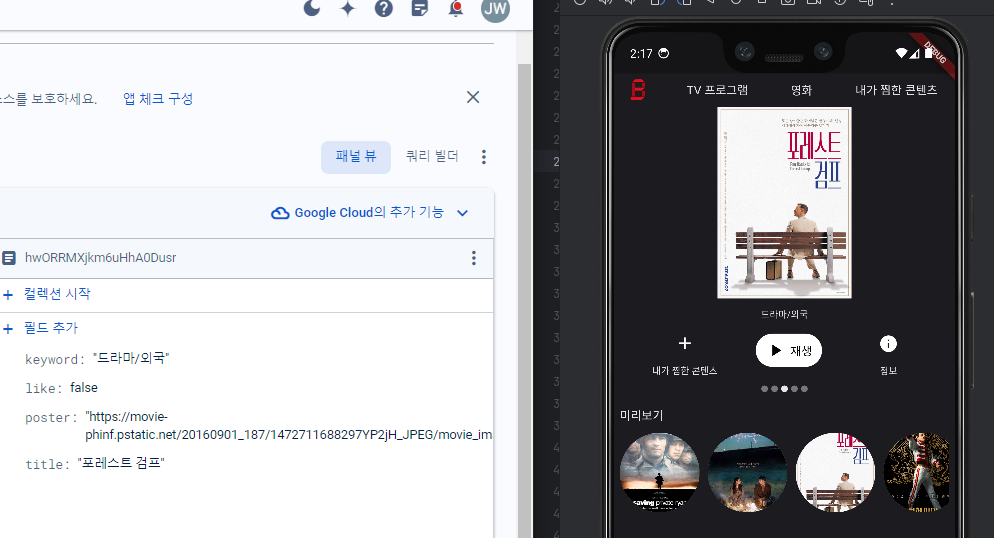 JW
스를 보호하세요.
앱 체크 구성
패널 뷰
쿼리 빌더
Google Cloud의 추가 기능
hwORRMXjkm6uHhA0Dusr
+ 컬렉션 시작
+ 필드 추가
keyword: "드라마/외국"
like: false
poster: "https://movie-
phinf.pstatic.net/20160901_187/1472711688297YP2jH_JPEG/movie_im
title: "포레스트 검프"
2:17
DEBUG
B
TV 프로그램
영화
내가 찜한 콘텐츠
포레스트
검프
드라마/외국
내가 찜한 콘텐츠
재생
정보
미리보기
saving private ryan